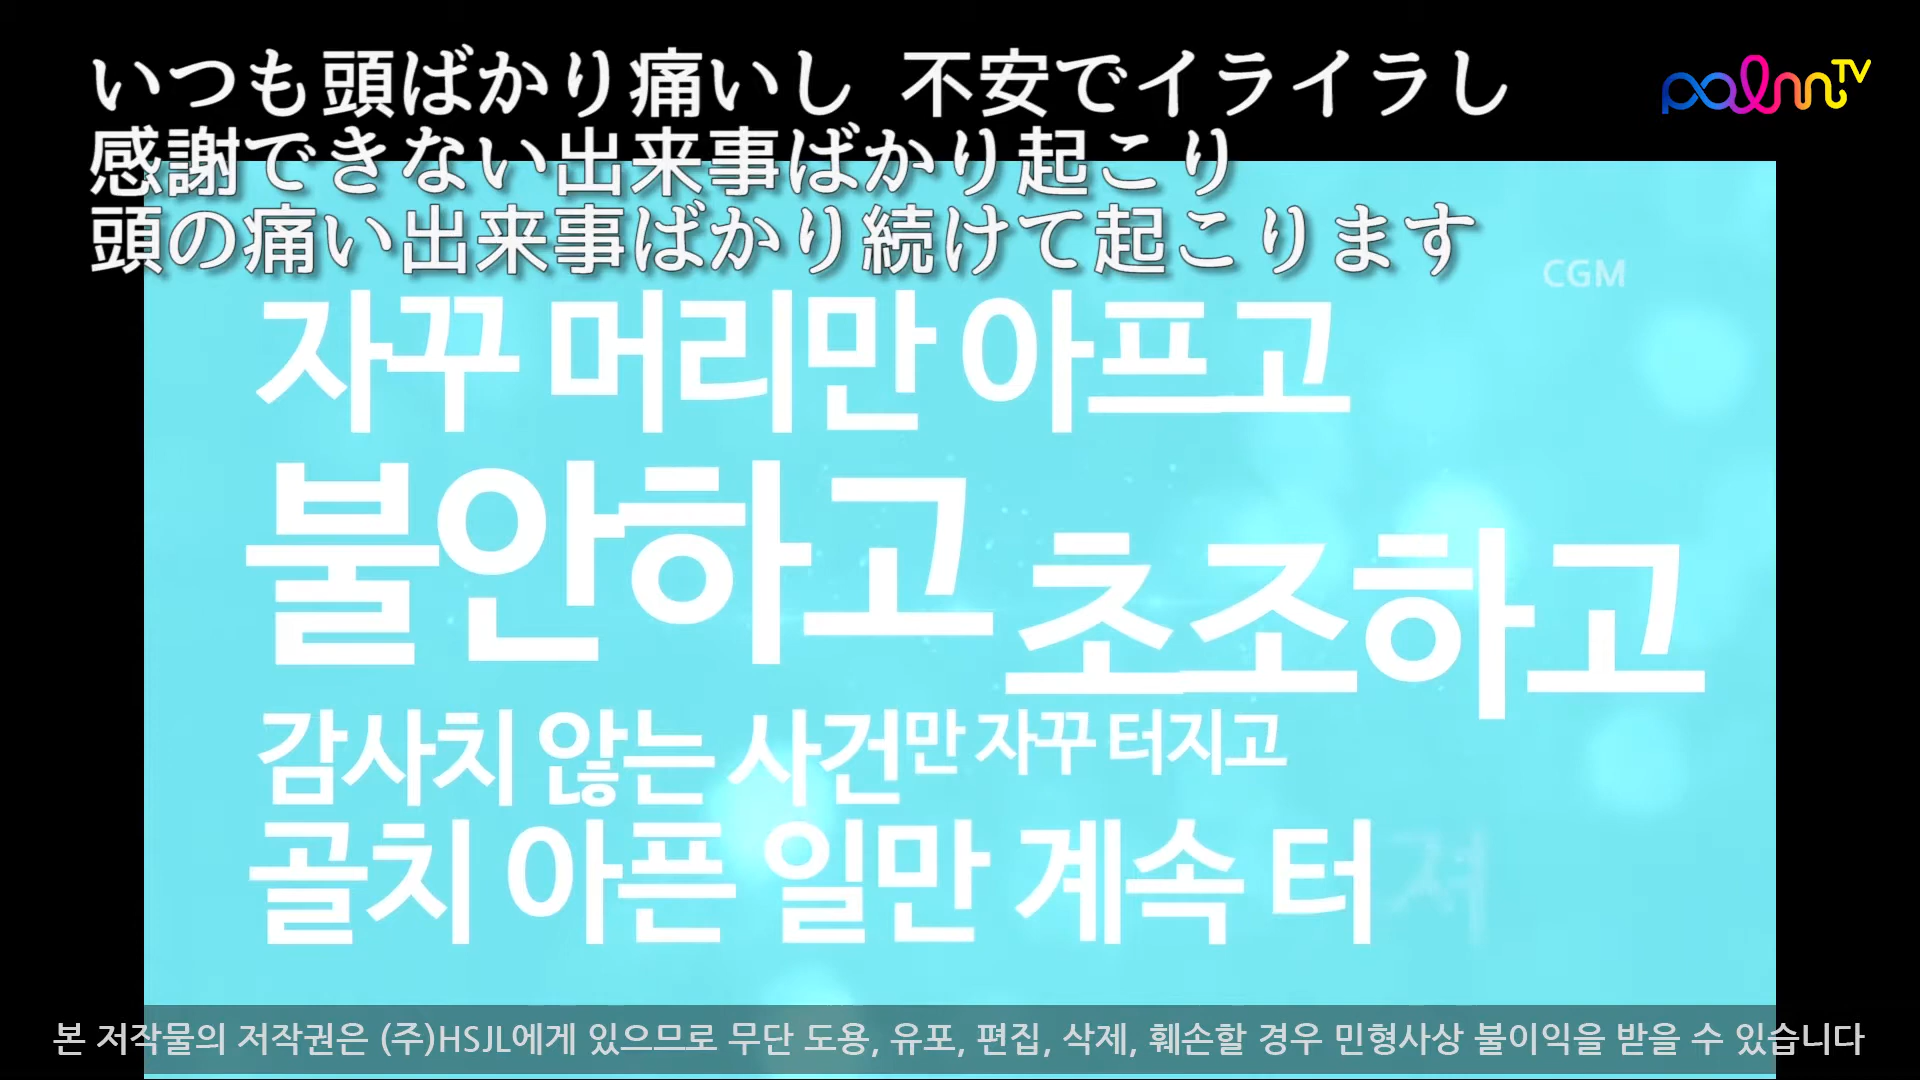 いつも頭ばかり痛いし 不安でイライラし
palmTV
感謝できない出来事ばかり起こり
頭の痛い出来事ばかり続けて起こります
CGM
자꾸 머리만 아프고
불안하고 초조하고
감사치 않는 사건만 자꾸 터지고
골치 아픈 일만 계속 터져
본 저작물의 저작권은 (주)HSJL에게 있으므로 무단 도용, 유포, 편집, 삭제, 훼손할 경우 민형사상 불이익을 받을 수 있습니다